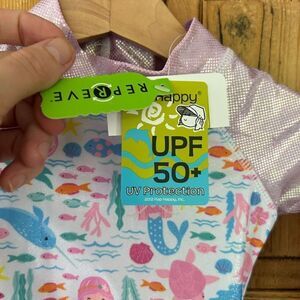 REPREVE
happy®
UPF
50+
UV Protection